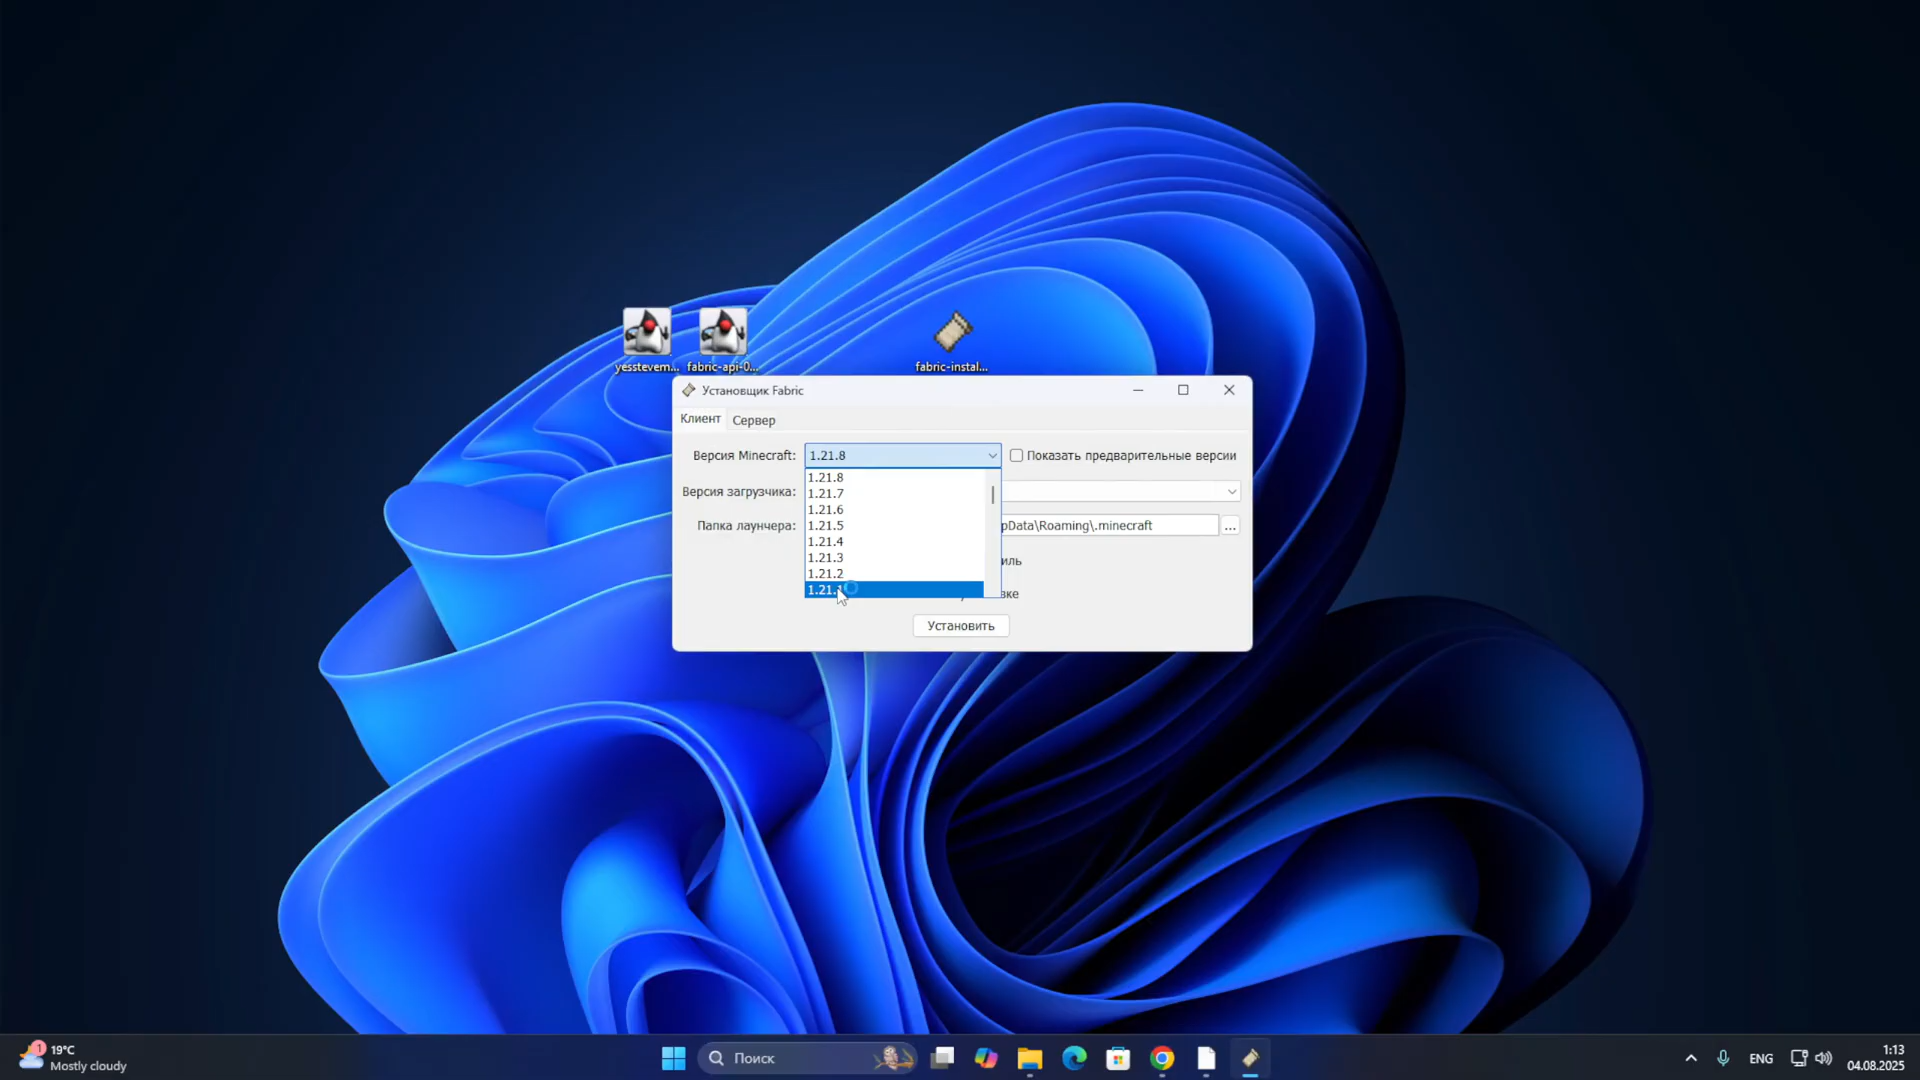 yesstevem...
fabric-api-0...
fabric-instal...
Установщик Fabric
Клиент
Сервер
Версия Minecraft:
1.21.8
Показать предварительные версии
1.21.8
1.21.7
1.21.6
1.21.5
1.21.4
1.21.3
1.21.2
1.21.
Версия загрузчика:
Папка лаунчера:
pData\Roaming\.minecraft
...
иль
вке
Установить
1
19°C
Mostly cloudy
Поиск
ENG
1:13
04.08.2025